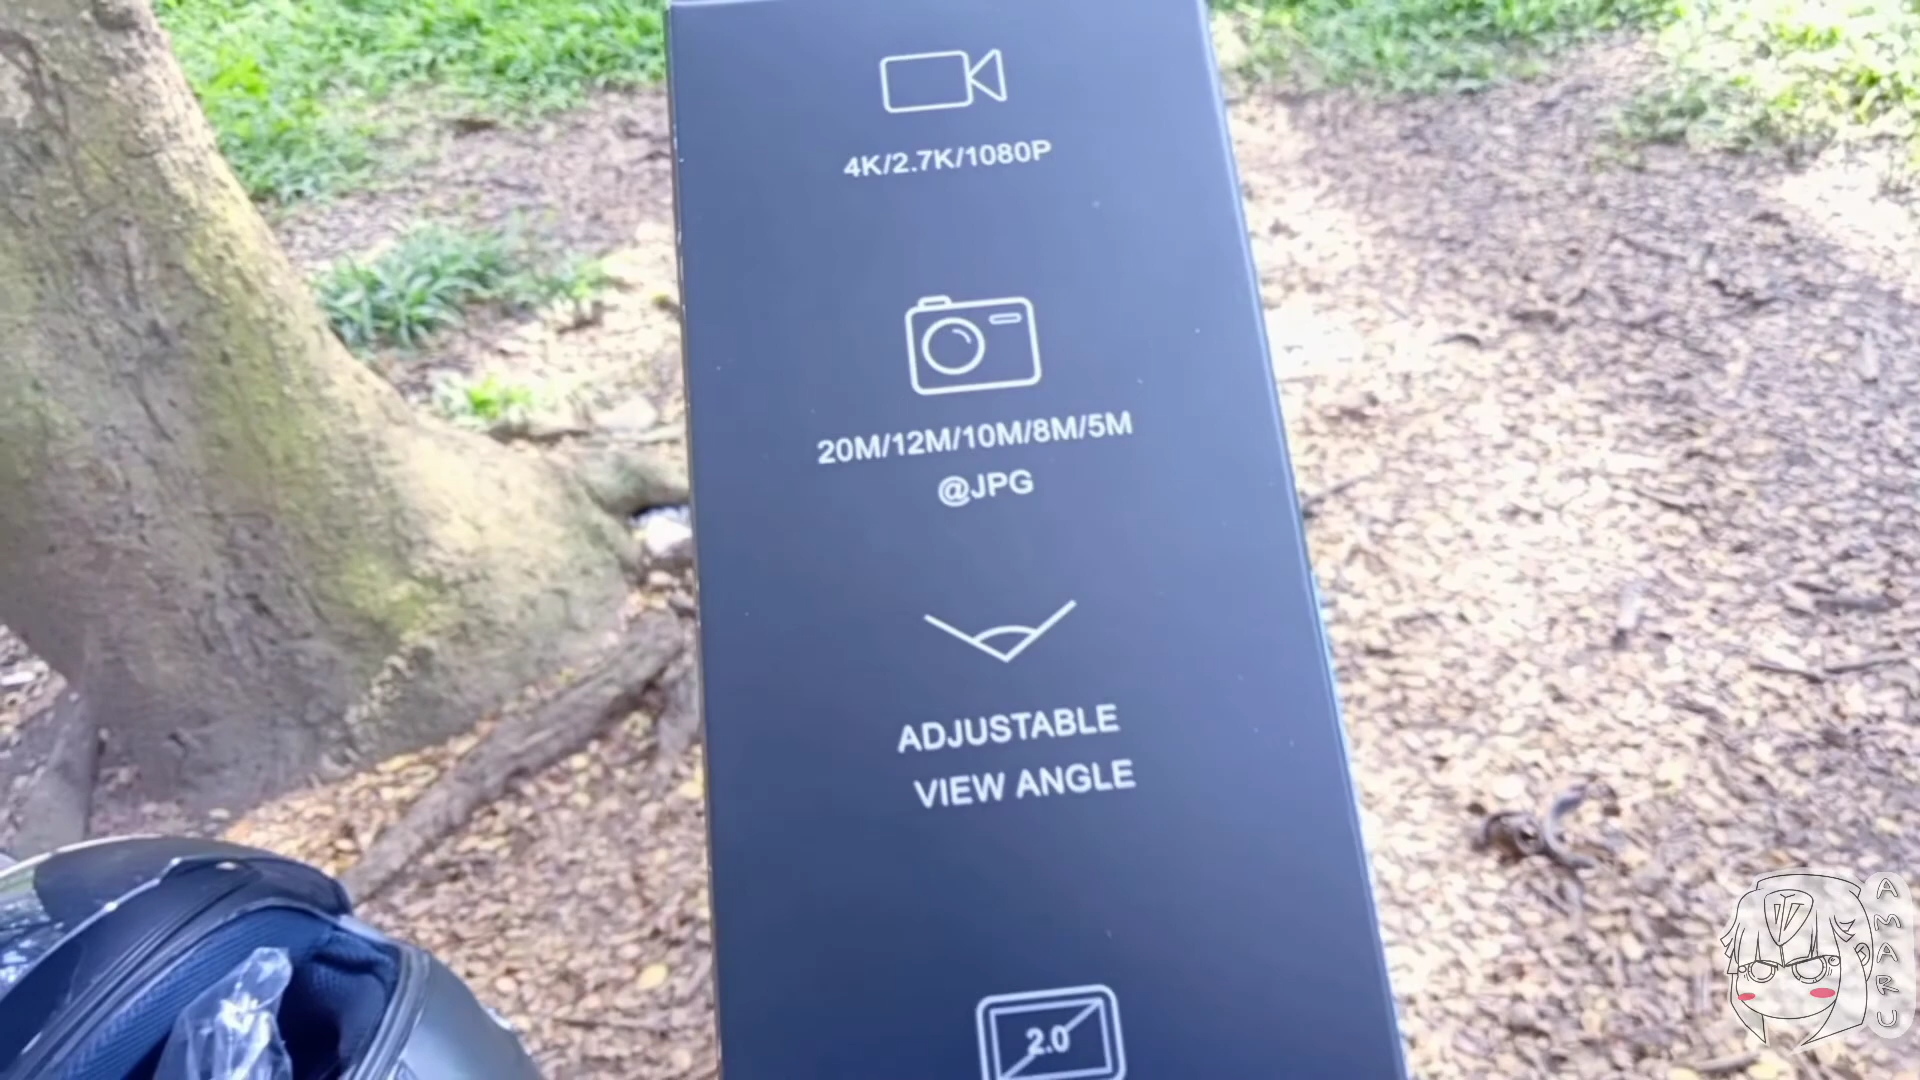 4K/2.7K/1080P
20M/12M/10M/8M/5M
@JPG
ADJUSTABLE
VIEW ANGLE
2.0
AMARU